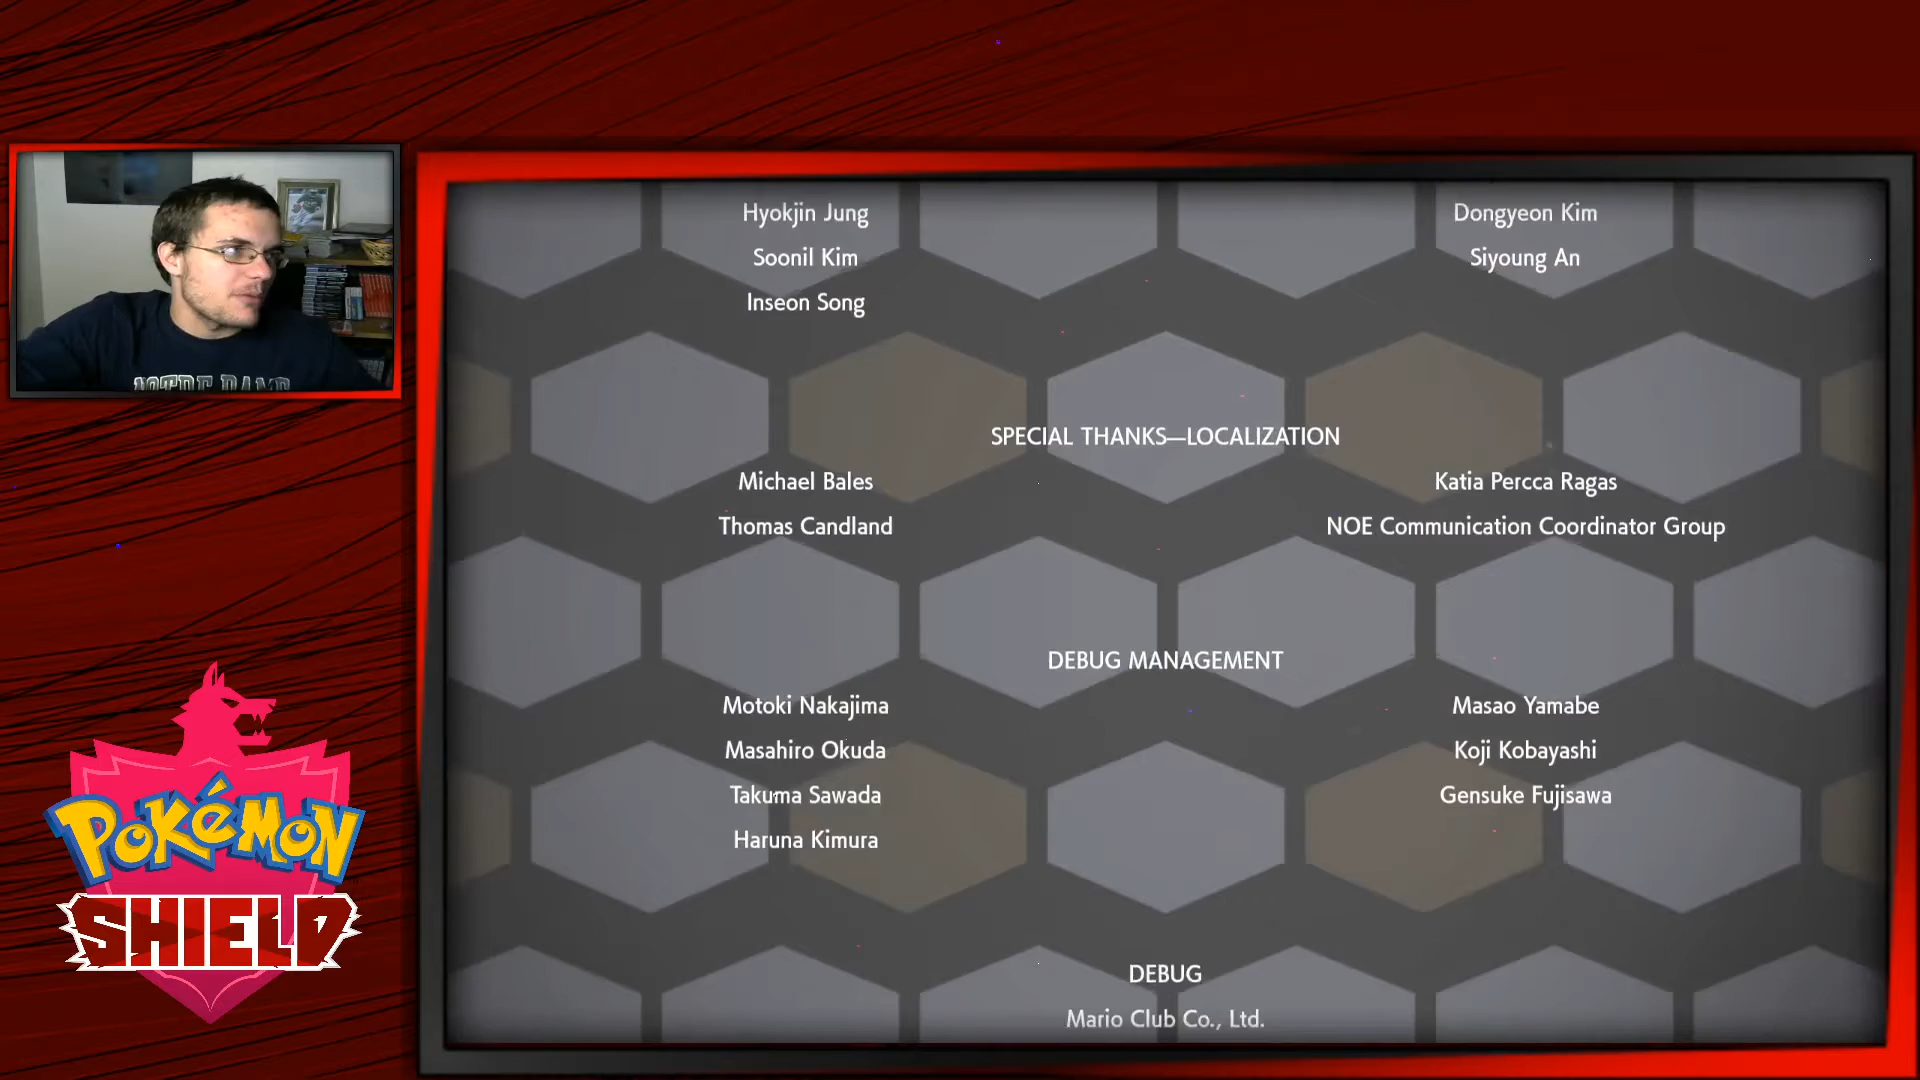 Hyokjin Jung
Dongyeon Kim
Soonil Kim
Siyoung An
Inseon Song
SPECIAL THANKS—LOCALIZATION
Michael Bales
Katia Percca Ragas
Thomas Candland
NOE Communication Coordinator Group
DEBUG MANAGEMENT
Motoki Nakajima
Masao Yamabe
Masahiro Okuda
Koji Kobayashi
Takuma Sawada
Gensuke Fujisawa
Haruna Kimura
DEBUG
Mario Club Co., Ltd.
POKéMON
SHIELD